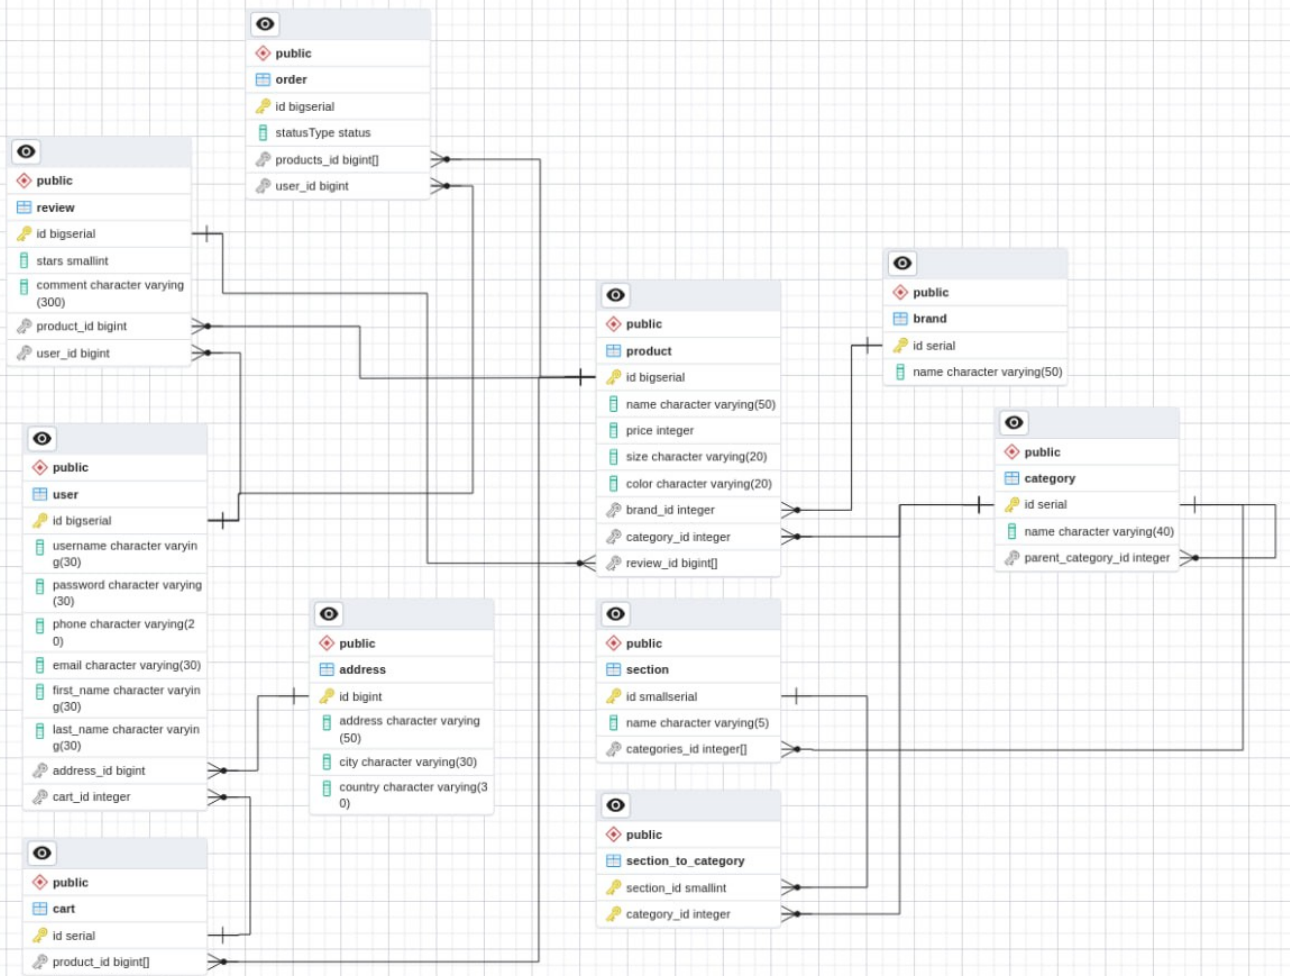 public
order
id bigserial
statusType status
products_id bigint[]
user_id bigint
public
review
id bigserial
stars smallint
comment character varying
(300)
product_id bigint
user_id bigint
public
user
id bigserial
username character varyin
g(30)
password character varying
(30)
phone character varying(2
0)
email character varying(30)
first_name character varyin
g(30)
last_name character varyin
g(30)
address_id bigint
cart_id integer
public
cart
id serial
product_id bigint[]
public
address
id bigint
address character varying
(50)
city character varying(30)
country character varying(3
0)
public
product
id bigserial
name character varying(50)
price integer
size character varying(20)
color character varying(20)
brand_id integer
category_id integer
review_id bigint[]
public
section
id smallserial
name character varying(5)
categories_id integer[]
public
section_to_category
section_id smallint
category_id integer
public
brand
id serial
name character varying(50)
public
category
id serial
name character varying(40)
parent_category_id integer